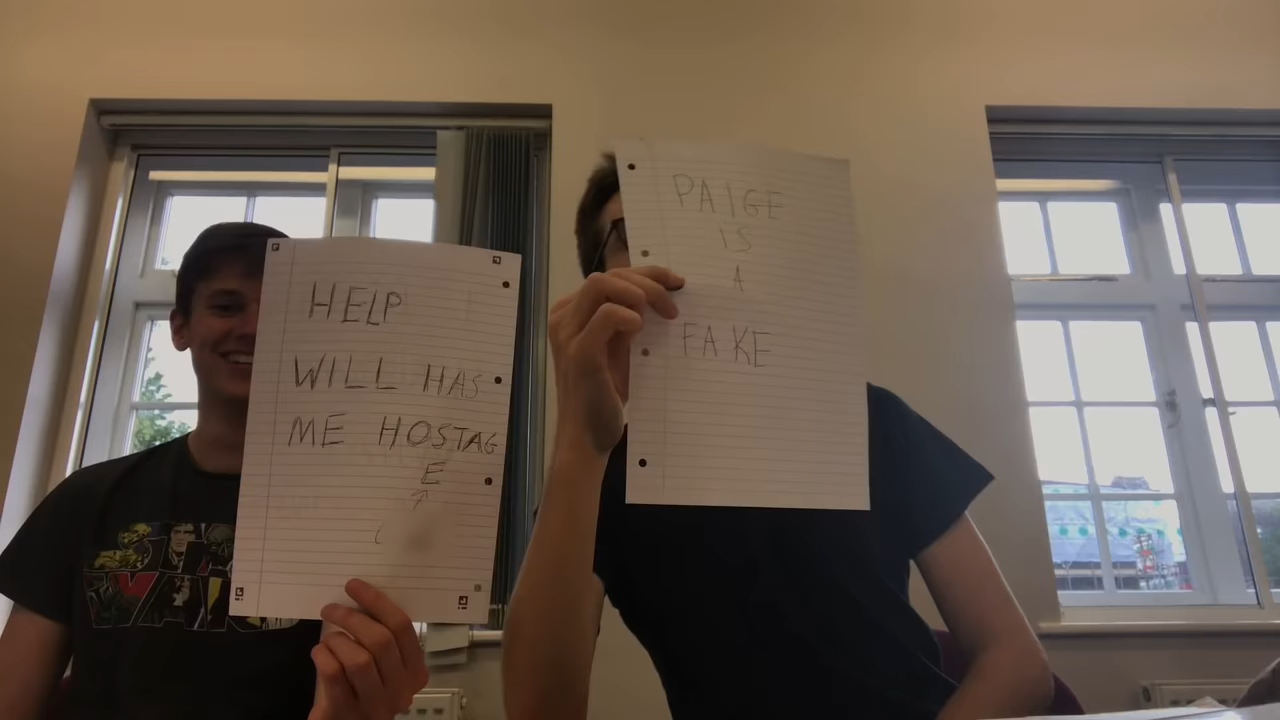 HELP
WILL HAS
ME HOSTAG
E
PAIGE
IS
A
FAKE